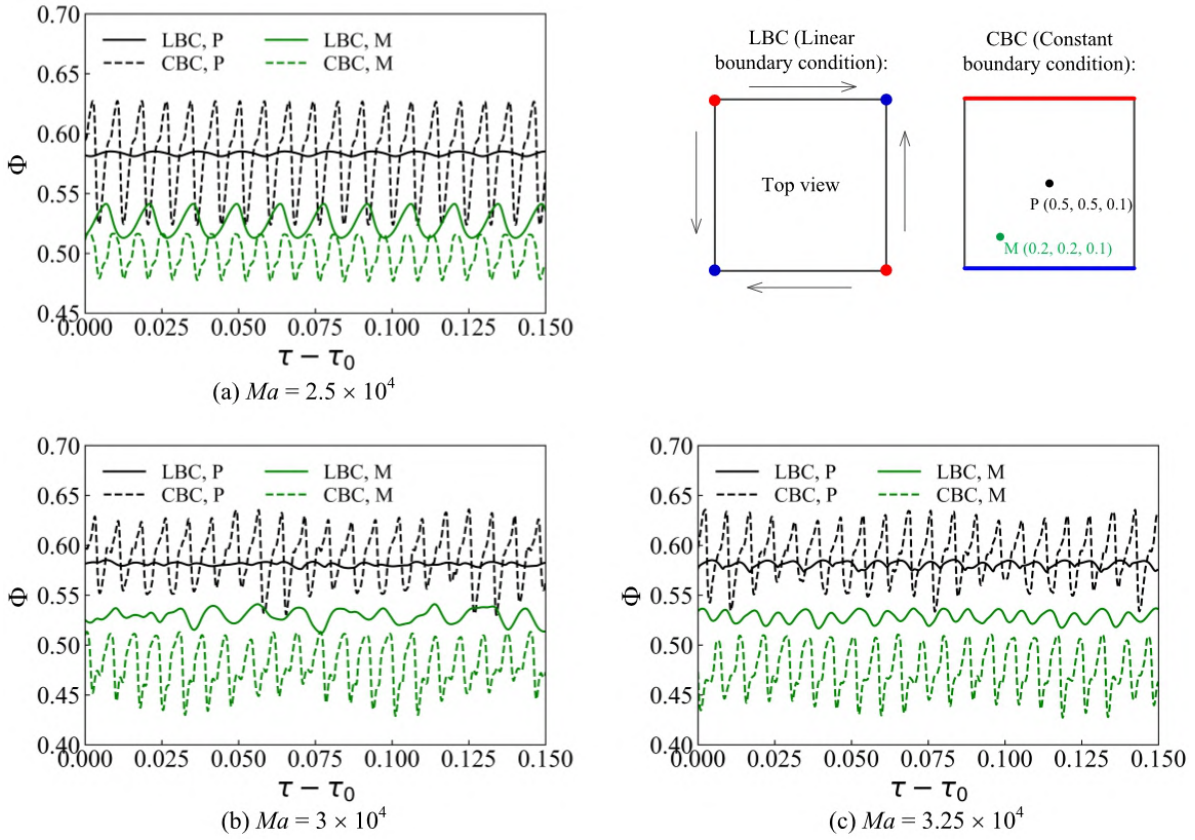 0.70
0.65
0.60
0.55
0.50
0.45
Φ
LBC, P
CBC, P
LBC, M
CBC, M
0.000 0.025 0.050 0.075 0.100 0.125 0.150
τ − τ₀
(a) Ma = 2.5 × 10⁴
LBC (Linear
boundary condition):
Top view
CBC (Constant
boundary condition):
P (0.5, 0.5, 0.1)
M (0.2, 0.2, 0.1)
0.70
0.65
0.60
0.55
0.50
0.45
0.40
Φ
LBC, P
CBC, P
LBC, M
CBC, M
0.000 0.025 0.050 0.075 0.100 0.125 0.150
τ − τ₀
(b) Ma = 3 × 10⁴
0.70
0.65
0.60
0.55
0.50
0.45
0.40
Φ
LBC, P
CBC, P
LBC, M
CBC, M
0.000 0.025 0.050 0.075 0.100 0.125 0.150
τ − τ₀
(c) Ma = 3.25 × 10⁴